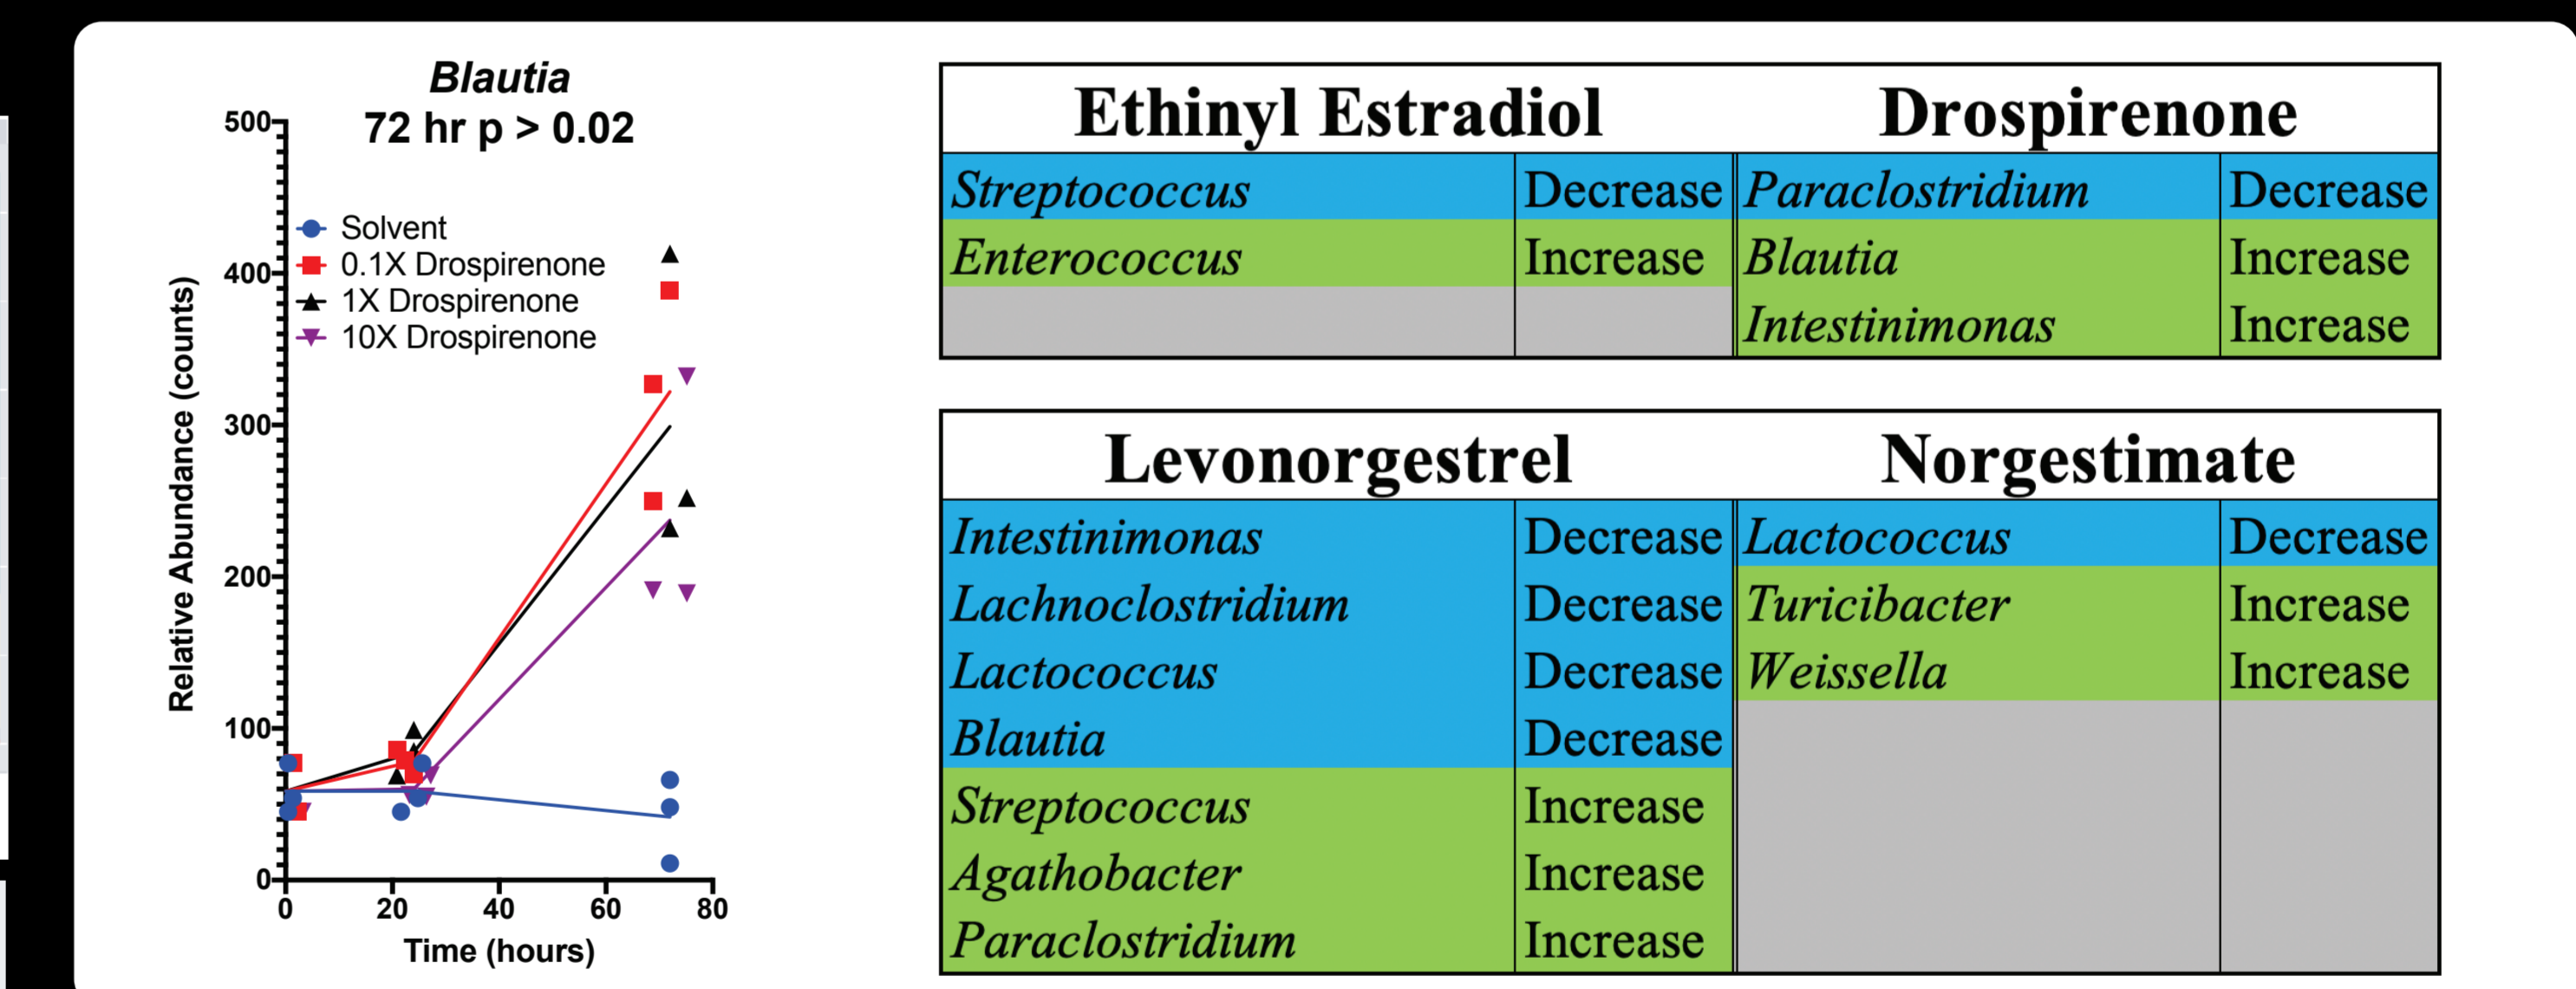 Blautia
72 hr p > 0.02
500
400
300
200
100
0
Relative Abundance (counts)
Solvent
0.1X Drospirenone
1X Drospirenone
10X Drospirenone
0 20 40 60 80
Time (hours)
Ethinyl Estradiol Drospirenone
Streptococcus Decrease Paraclostridium Decrease
Enterococcus Increase Blautia Increase
Intestinimonas Increase
Levonorgestrel Norgestimate
Intestinimonas Decrease Lactococcus Decrease
Lachnoclostridium Decrease Turicibacter Increase
Lactococcus Decrease Weissella Increase
Blautia Decrease
Streptococcus Increase
Agathobacter Increase
Paraclostridium Increase